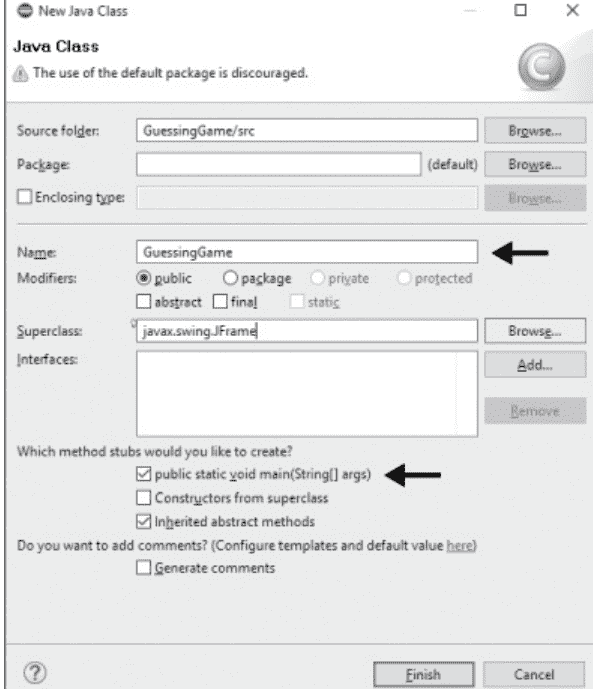 New Java Class
Java Class
The use of the default package is discouraged.
Source folder: GuessingGame/src Browse...
Package: (default) Browse...
Enclosing type: Browse...
Name: GuessingGame
Modifiers: public package private protected
abstract final static
Superclass: javax.swing.JFrame Browse...
Interfaces: Add...
Remove
Which method stubs would you like to create?
public static void main(String[] args)
Constructors from superclass
Inherited abstract methods
Do you want to add comments? (Configure templates and default value here)
Generate comments
? Finish Cancel